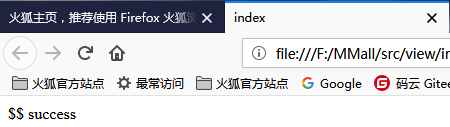 火狐主页，推荐使用 Firefox 火狐
index
file:///F:/MMall/src/view/in
火狐官方站点
最常访问
火狐官方站点
Google
码云 Gitee
$$ success